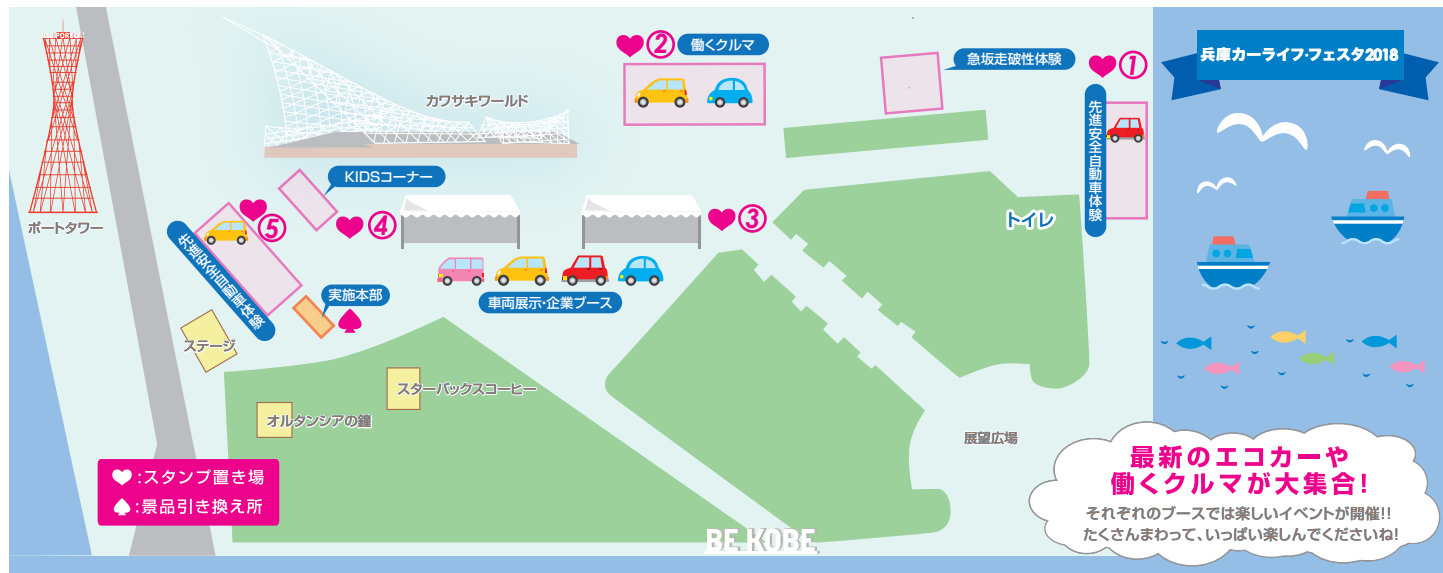 兵庫カーライフ・フェスタ2018
② 働くクルマ
急坂走破性体験
①
先進安全自動車体験
カワサキワールド
KIDSコーナー
ポートタワー
⑤
④
③
トイレ
先進安全自動車体験
実施本部
車両展示・企業ブース
ステージ
スターバックスコーヒー
オルタンシアの鐘
展望広場
:スタンプ置き場
:景品引き換え所
BE KOBE
最新のエコカーや
働くクルマが大集合!
それぞれのブースでは楽しいイベントが開催!!
たくさんまわって、いっぱい楽しんでくださいね!